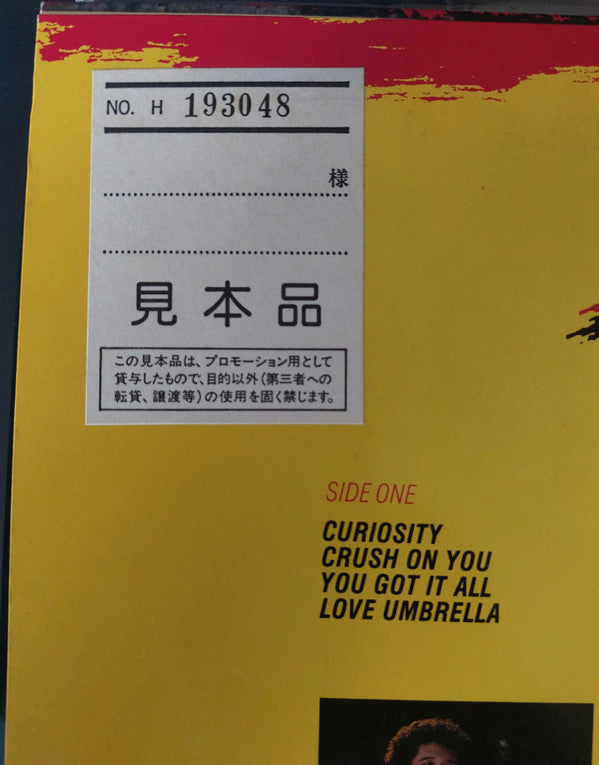 NO. H 193048
様
見本品
この見本品は、プロモーション用として
貸与したもので、目的以外(第三者への
転貸、譲渡等)の使用を固く禁じます。
SIDE ONE
CURIOSITY
CRUSH ON YOU
YOU GOT IT ALL
LOVE UMBRELLA